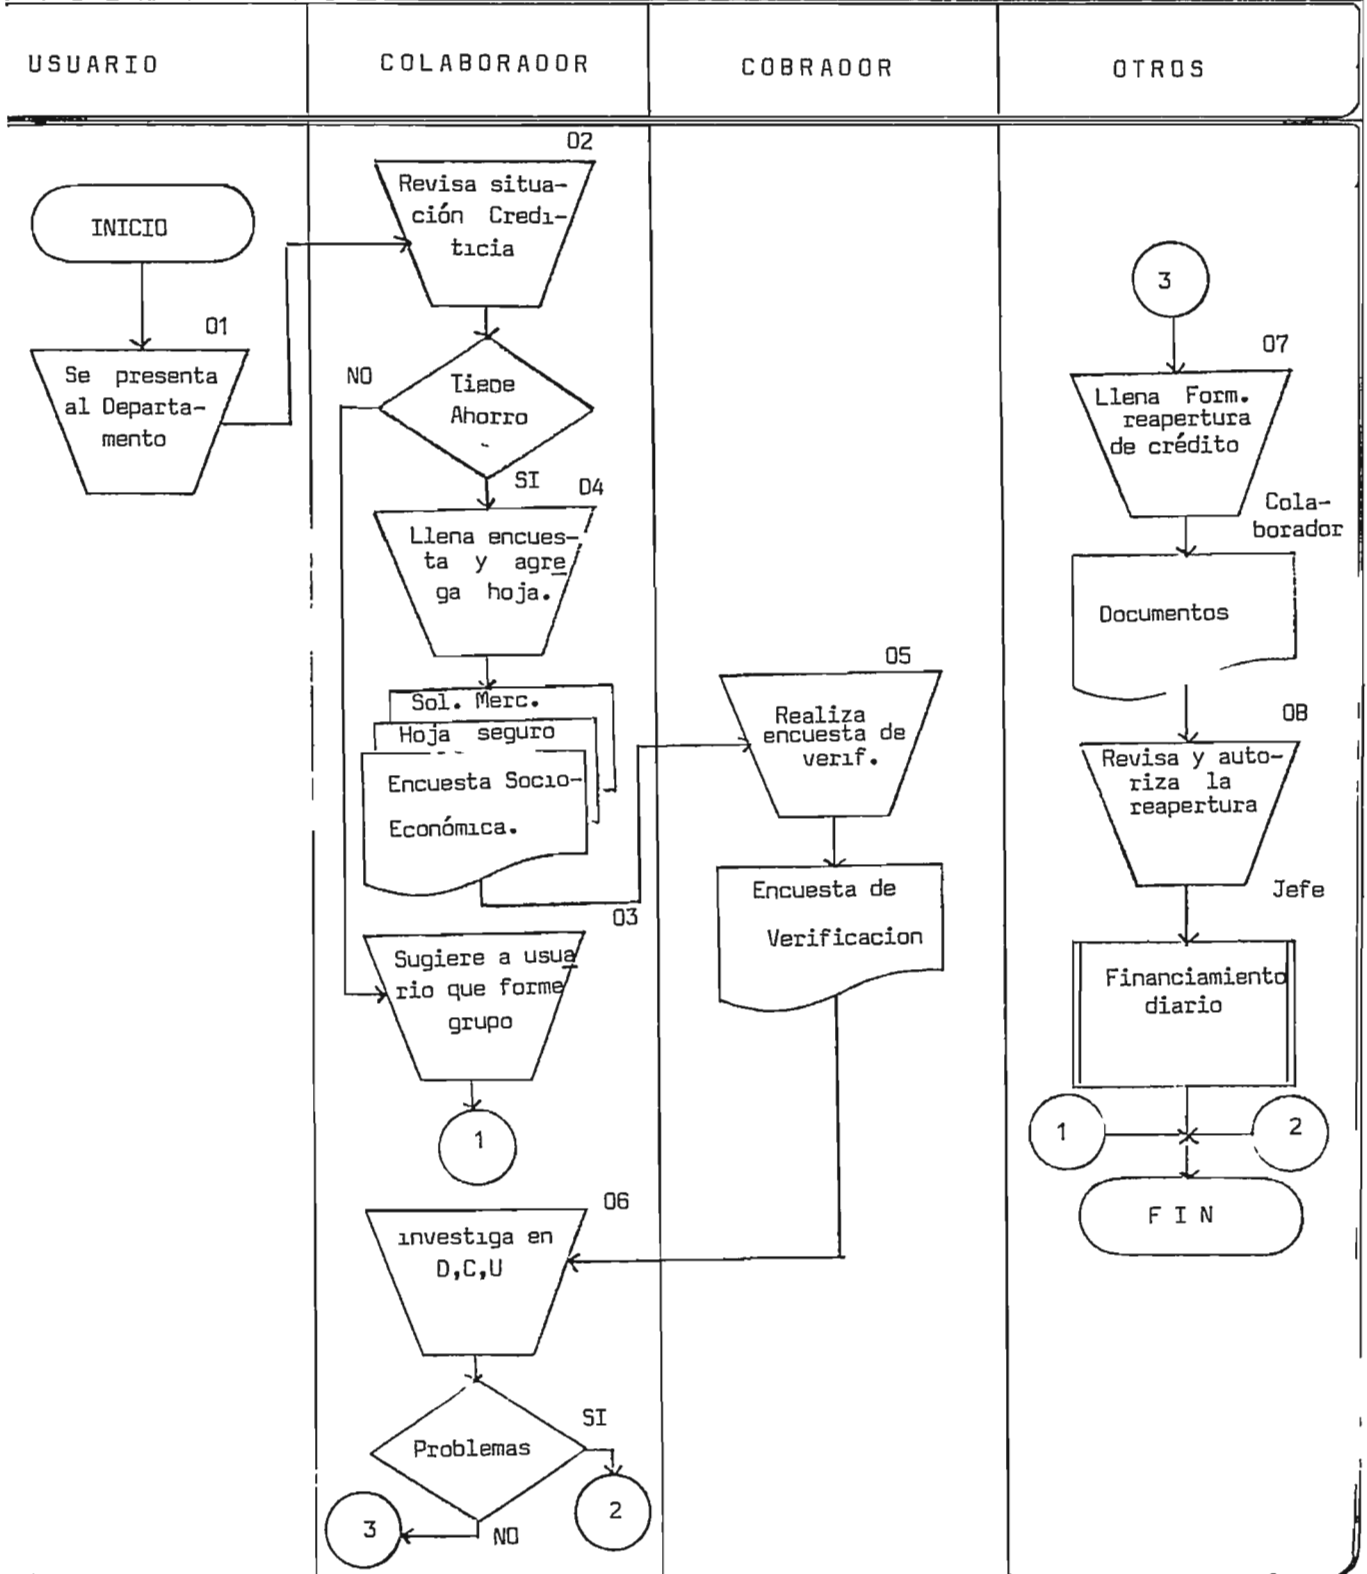 USUARIO
COLABORADOR
COBRADOR
OTROS
INICIO
01
Se presenta
al Departa-
mento
02
Revisa situa-
ción Credi-
ticia
Tiene
Ahorro
NO
SI
04
Llena encues-
ta y agre
ga hoja.
Sol. Merc.
Hoja seguro
Encuesta Socio-
Económica.
03
Sugiere a usua
rio que forme
grupo
1
06
investiga en
D,C,U
Problemas
SI
2
NO
3
05
Realiza
encuesta de
verif.
Encuesta de
Verificacion
3
07
Llena Form.
reapertura
de crédito
Cola-
borador
Documentos
08
Revisa y auto-
riza la
reapertura
Jefe
Financiamiento
diario
1
2
FIN